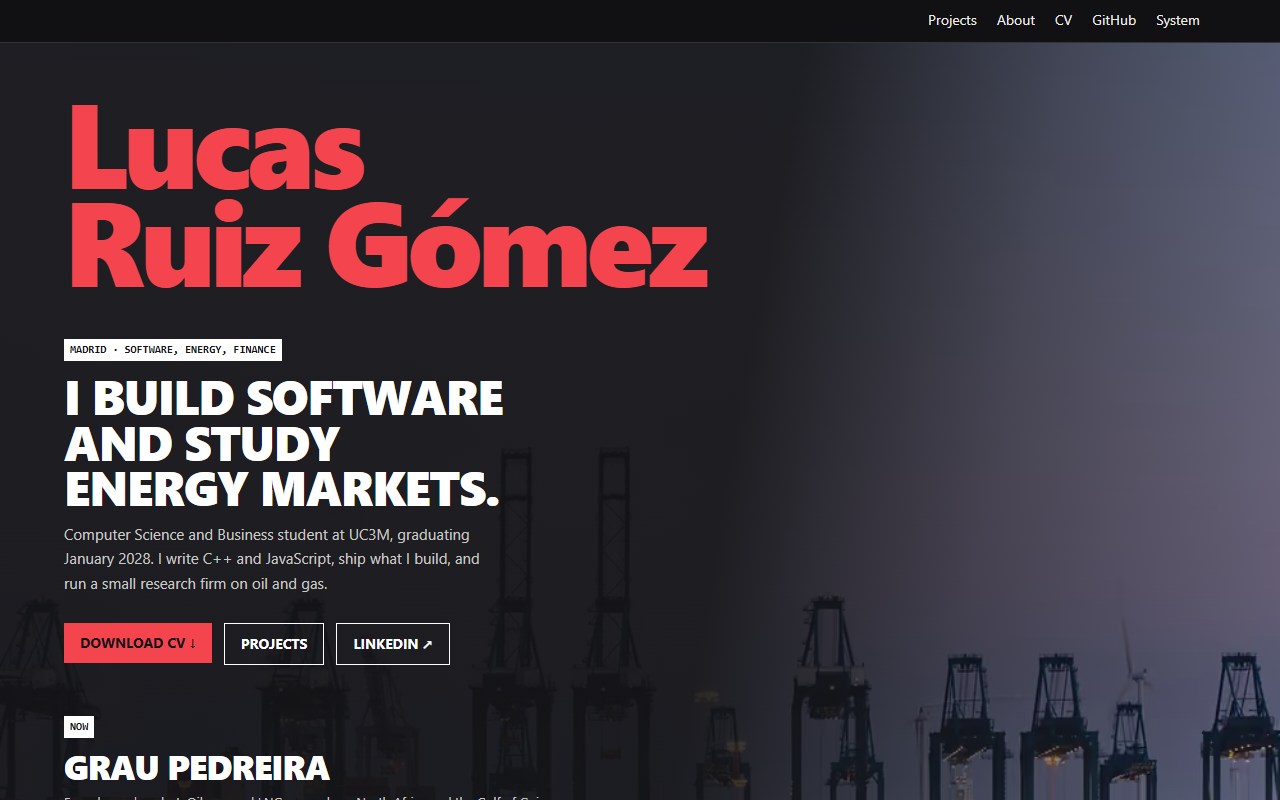 Projects About CV GitHub System
Lucas
Ruiz Gómez
MADRID · SOFTWARE, ENERGY, FINANCE
I BUILD SOFTWARE
AND STUDY
ENERGY MARKETS.
Computer Science and Business student at UC3M, graduating
January 2028. I write C++ and JavaScript, ship what I build, and
run a small research firm on oil and gas.
DOWNLOAD CV ↓ PROJECTS LINKEDIN ↗
NOW
GRAU PEDREIRA